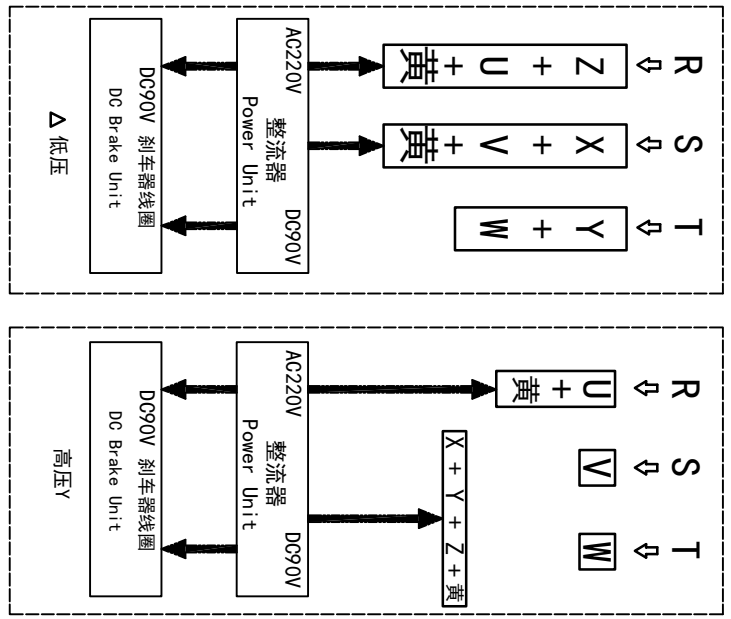 R S T
Z + U + 黄
X + V + 黄
Y + W
AC220V DC90V
整流器
Power Unit
DC90V 刹车器线圈
DC Brake Unit
Δ 低压
R S T
U + 黄
V
W
X + Y + Z + 黄
AC220V DC90V
整流器
Power Unit
DC90V 刹车器线圈
DC Brake Unit
高压Y